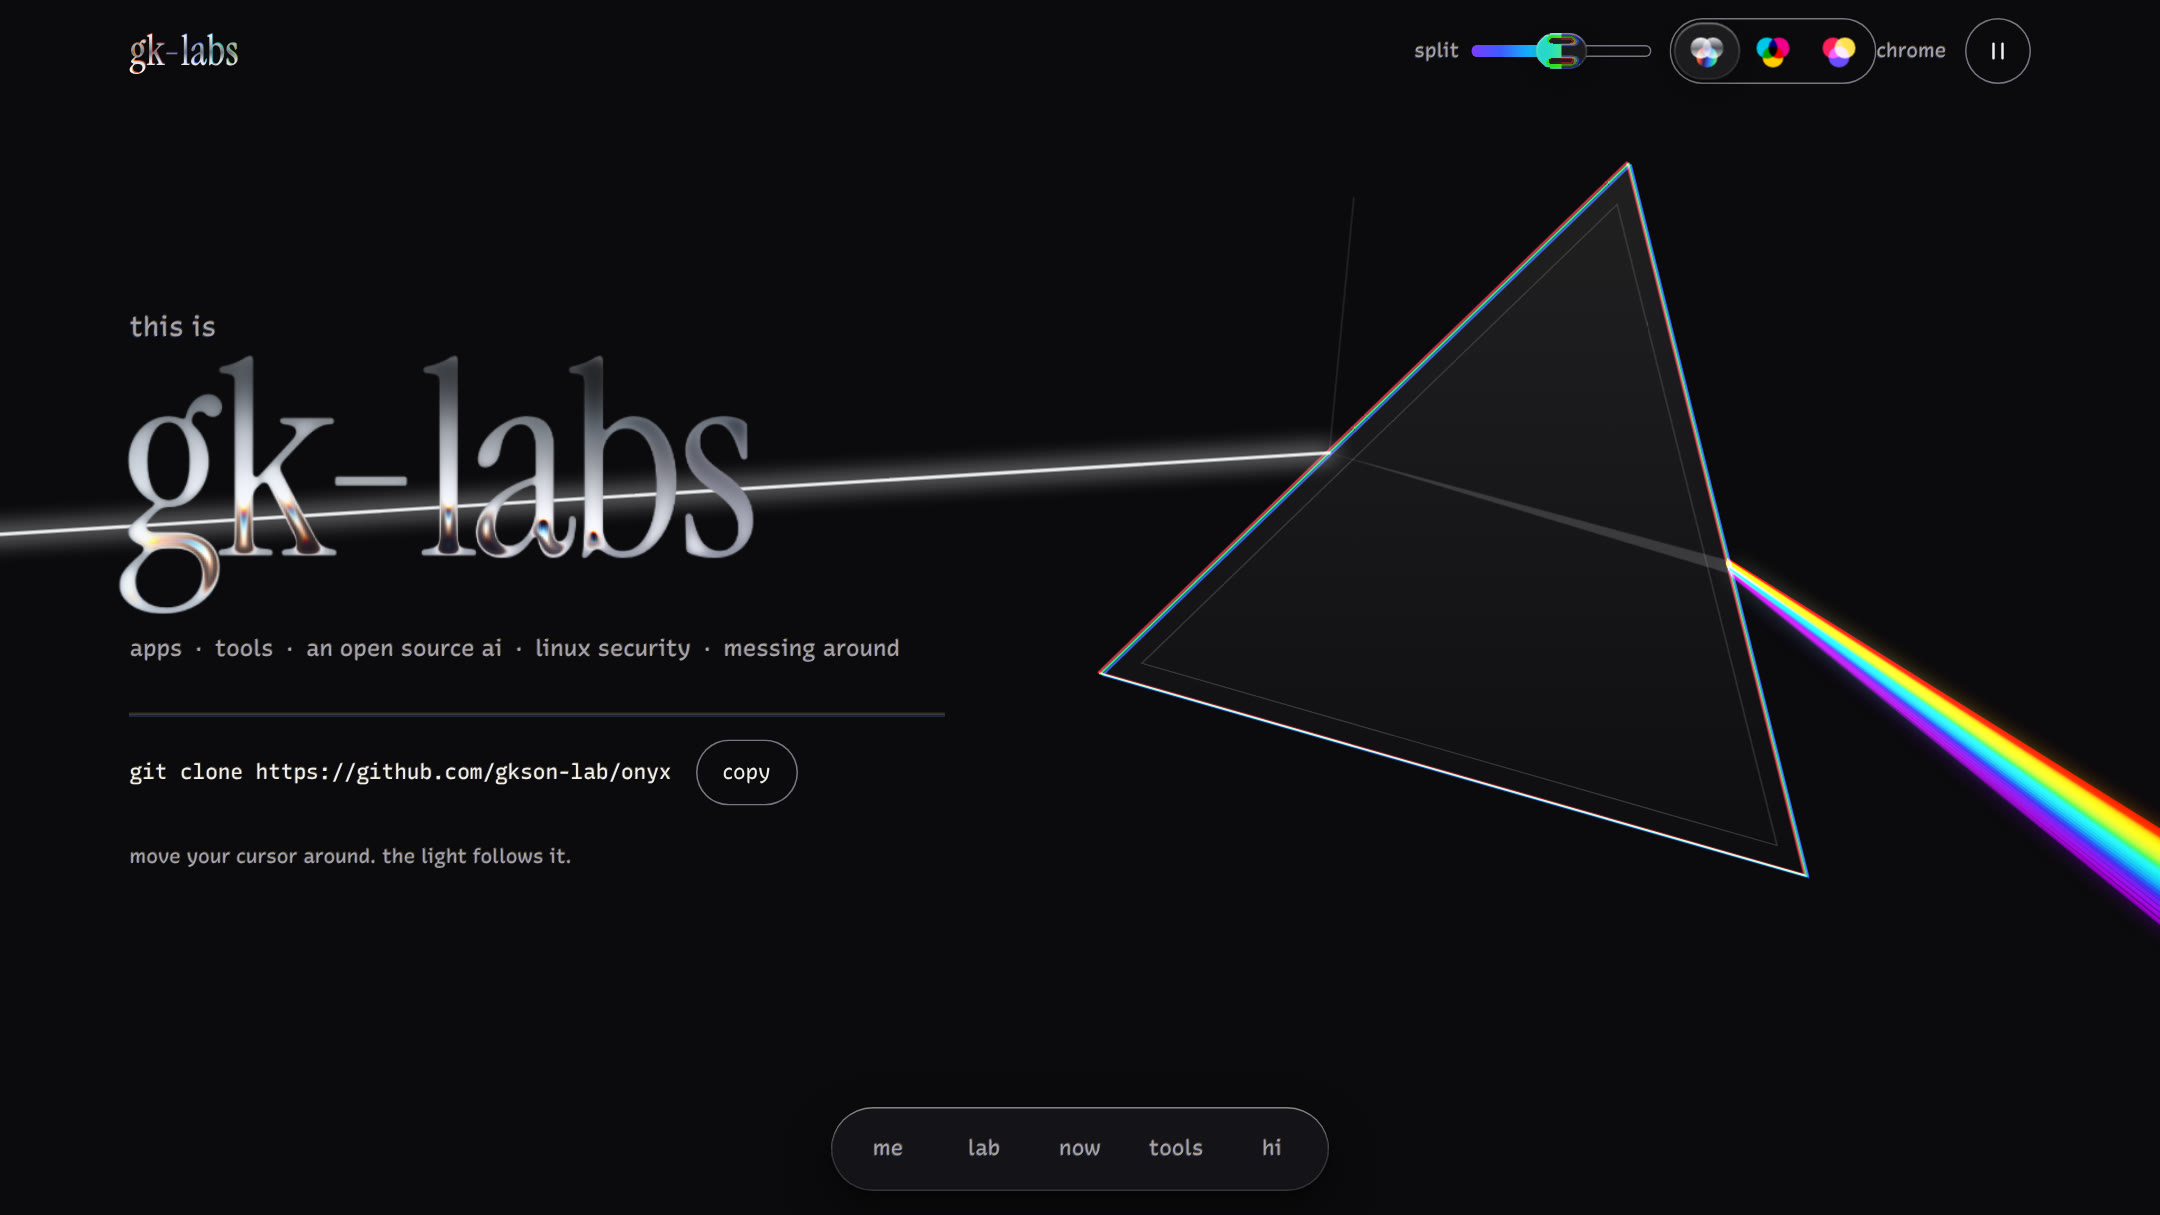 gk-labs
split
chrome
this is
gk-labs
apps · tools · an open source ai · linux security · messing around
git clone https://github.com/gkson-lab/onyx
copy
move your cursor around. the light follows it.
me lab now tools hi